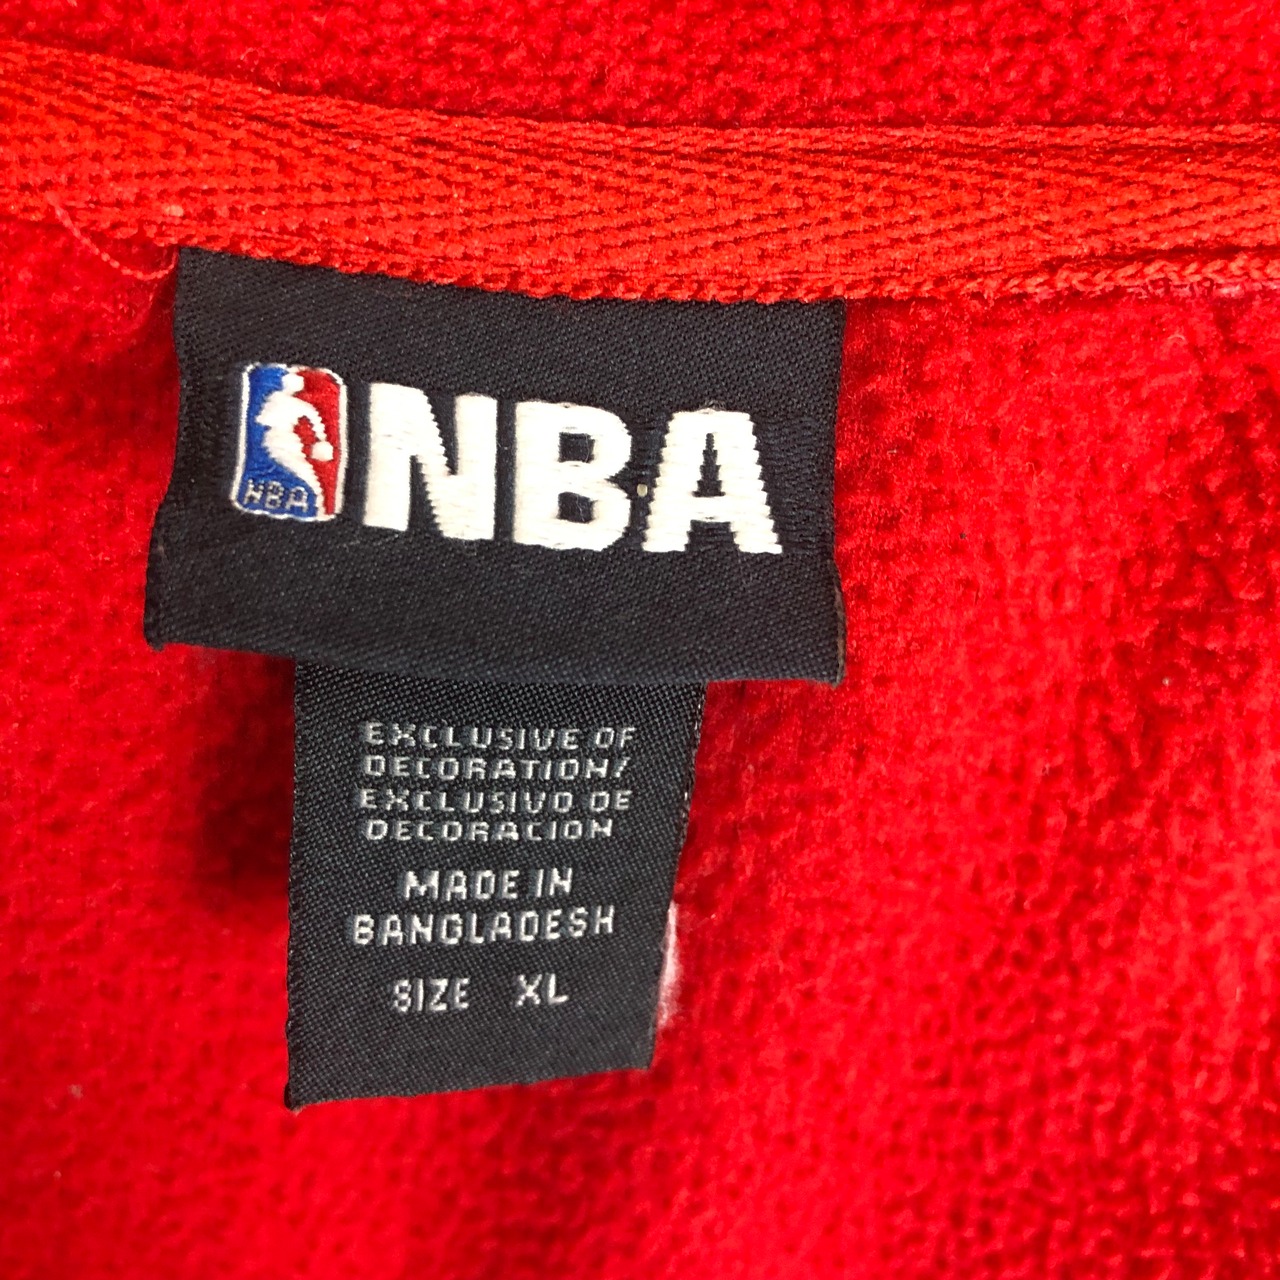 NBA
NBA
EXCLUSIVE OF
DECORATION/
EXCLUSIVO DE
DECORACION
MADE IN
BANGLADESH
SIZE XL